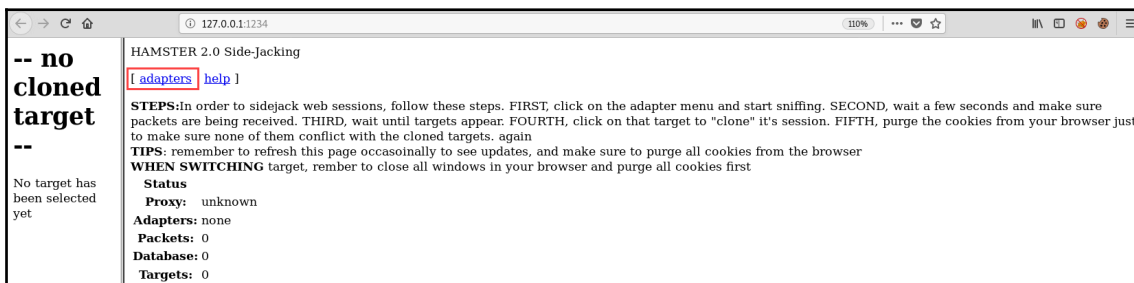 127.0.0.1:1234
110%
-- no
cloned
target
--
No target has
been selected
yet
HAMSTER 2.0 Side-Jacking
[ adapters help ]
STEPS:In order to sidejack web sessions, follow these steps. FIRST, click on the adapter menu and start sniffing. SECOND, wait a few seconds and make sure
packets are being received. THIRD, wait until targets appear. FOURTH, click on that target to "clone" it's session. FIFTH, purge the cookies from your browser just
to make sure none of them conflict with the cloned targets. again
TIPS: remember to refresh this page occasoinally to see updates, and make sure to purge all cookies from the browser
WHEN SWITCHING target, rember to close all windows in your browser and purge all cookies first
Status
Proxy: unknown
Adapters: none
Packets: 0
Database: 0
Targets: 0